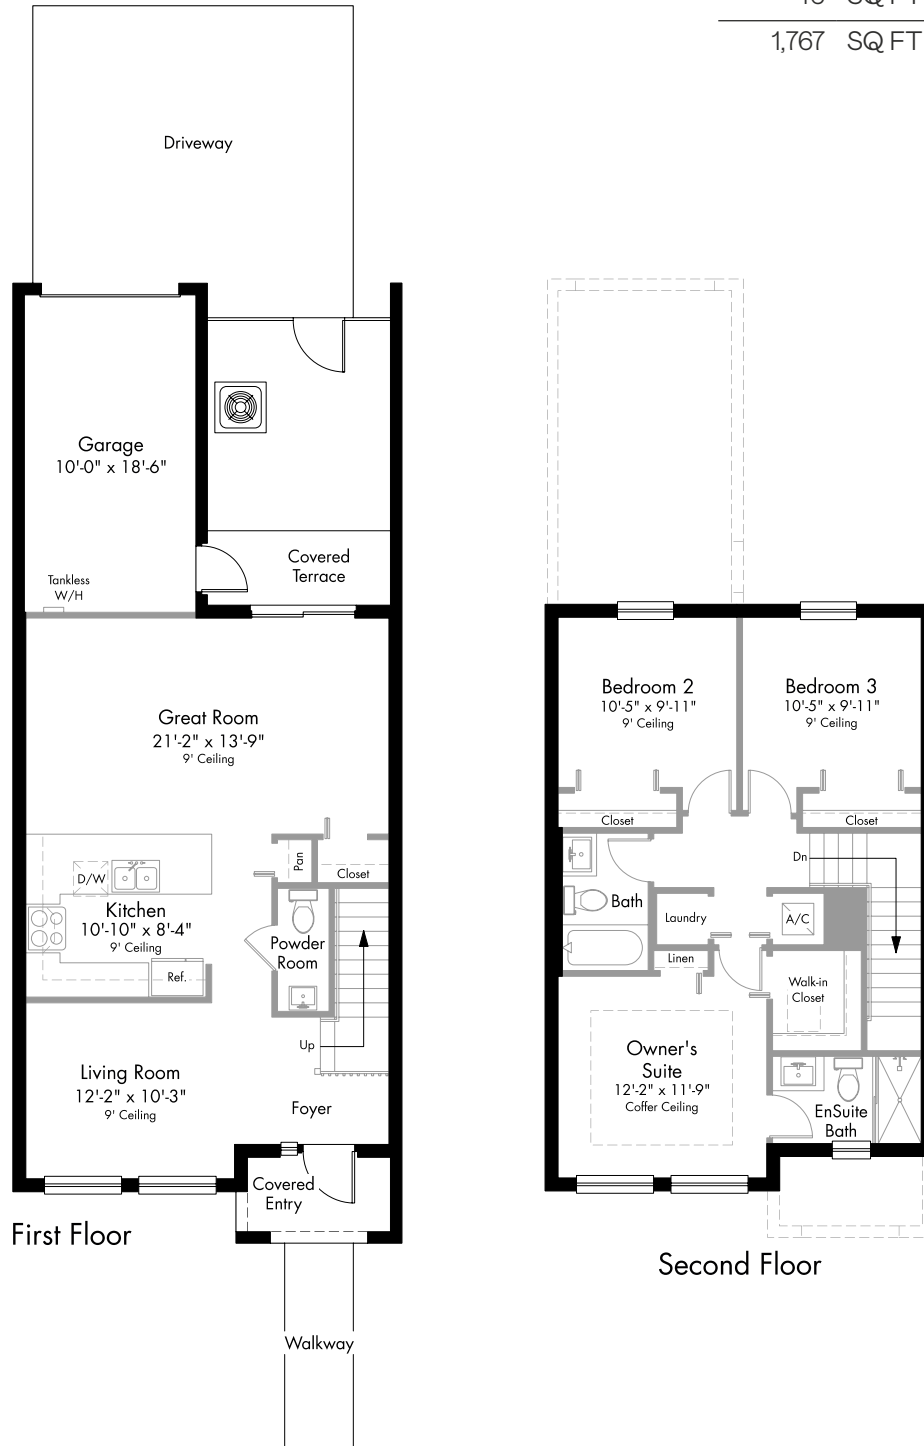 SQ FT
1,767 SQ FT
Driveway
Garage
10'-0" x 18'-6"
Covered
Terrace
Tankless
W/H
Great Room
21'-2" x 13'-9"
9' Ceiling
Pan
Closet
D/W
Kitchen
10'-10" x 8'-4"
9' Ceiling
Ref.
Powder
Room
Up
Living Room
12'-2" x 10'-3"
9' Ceiling
Foyer
Covered
Entry
First Floor
Walkway
Bedroom 2
10'-5" x 9'-11"
9' Ceiling
Bedroom 3
10'-5" x 9'-11"
9' Ceiling
Closet
Closet
Dn
Bath
Laundry
A/C
Linen
Walk-in
Closet
Owner's
Suite
12'-2" x 11'-9"
Coffer Ceiling
EnSuite
Bath
Second Floor